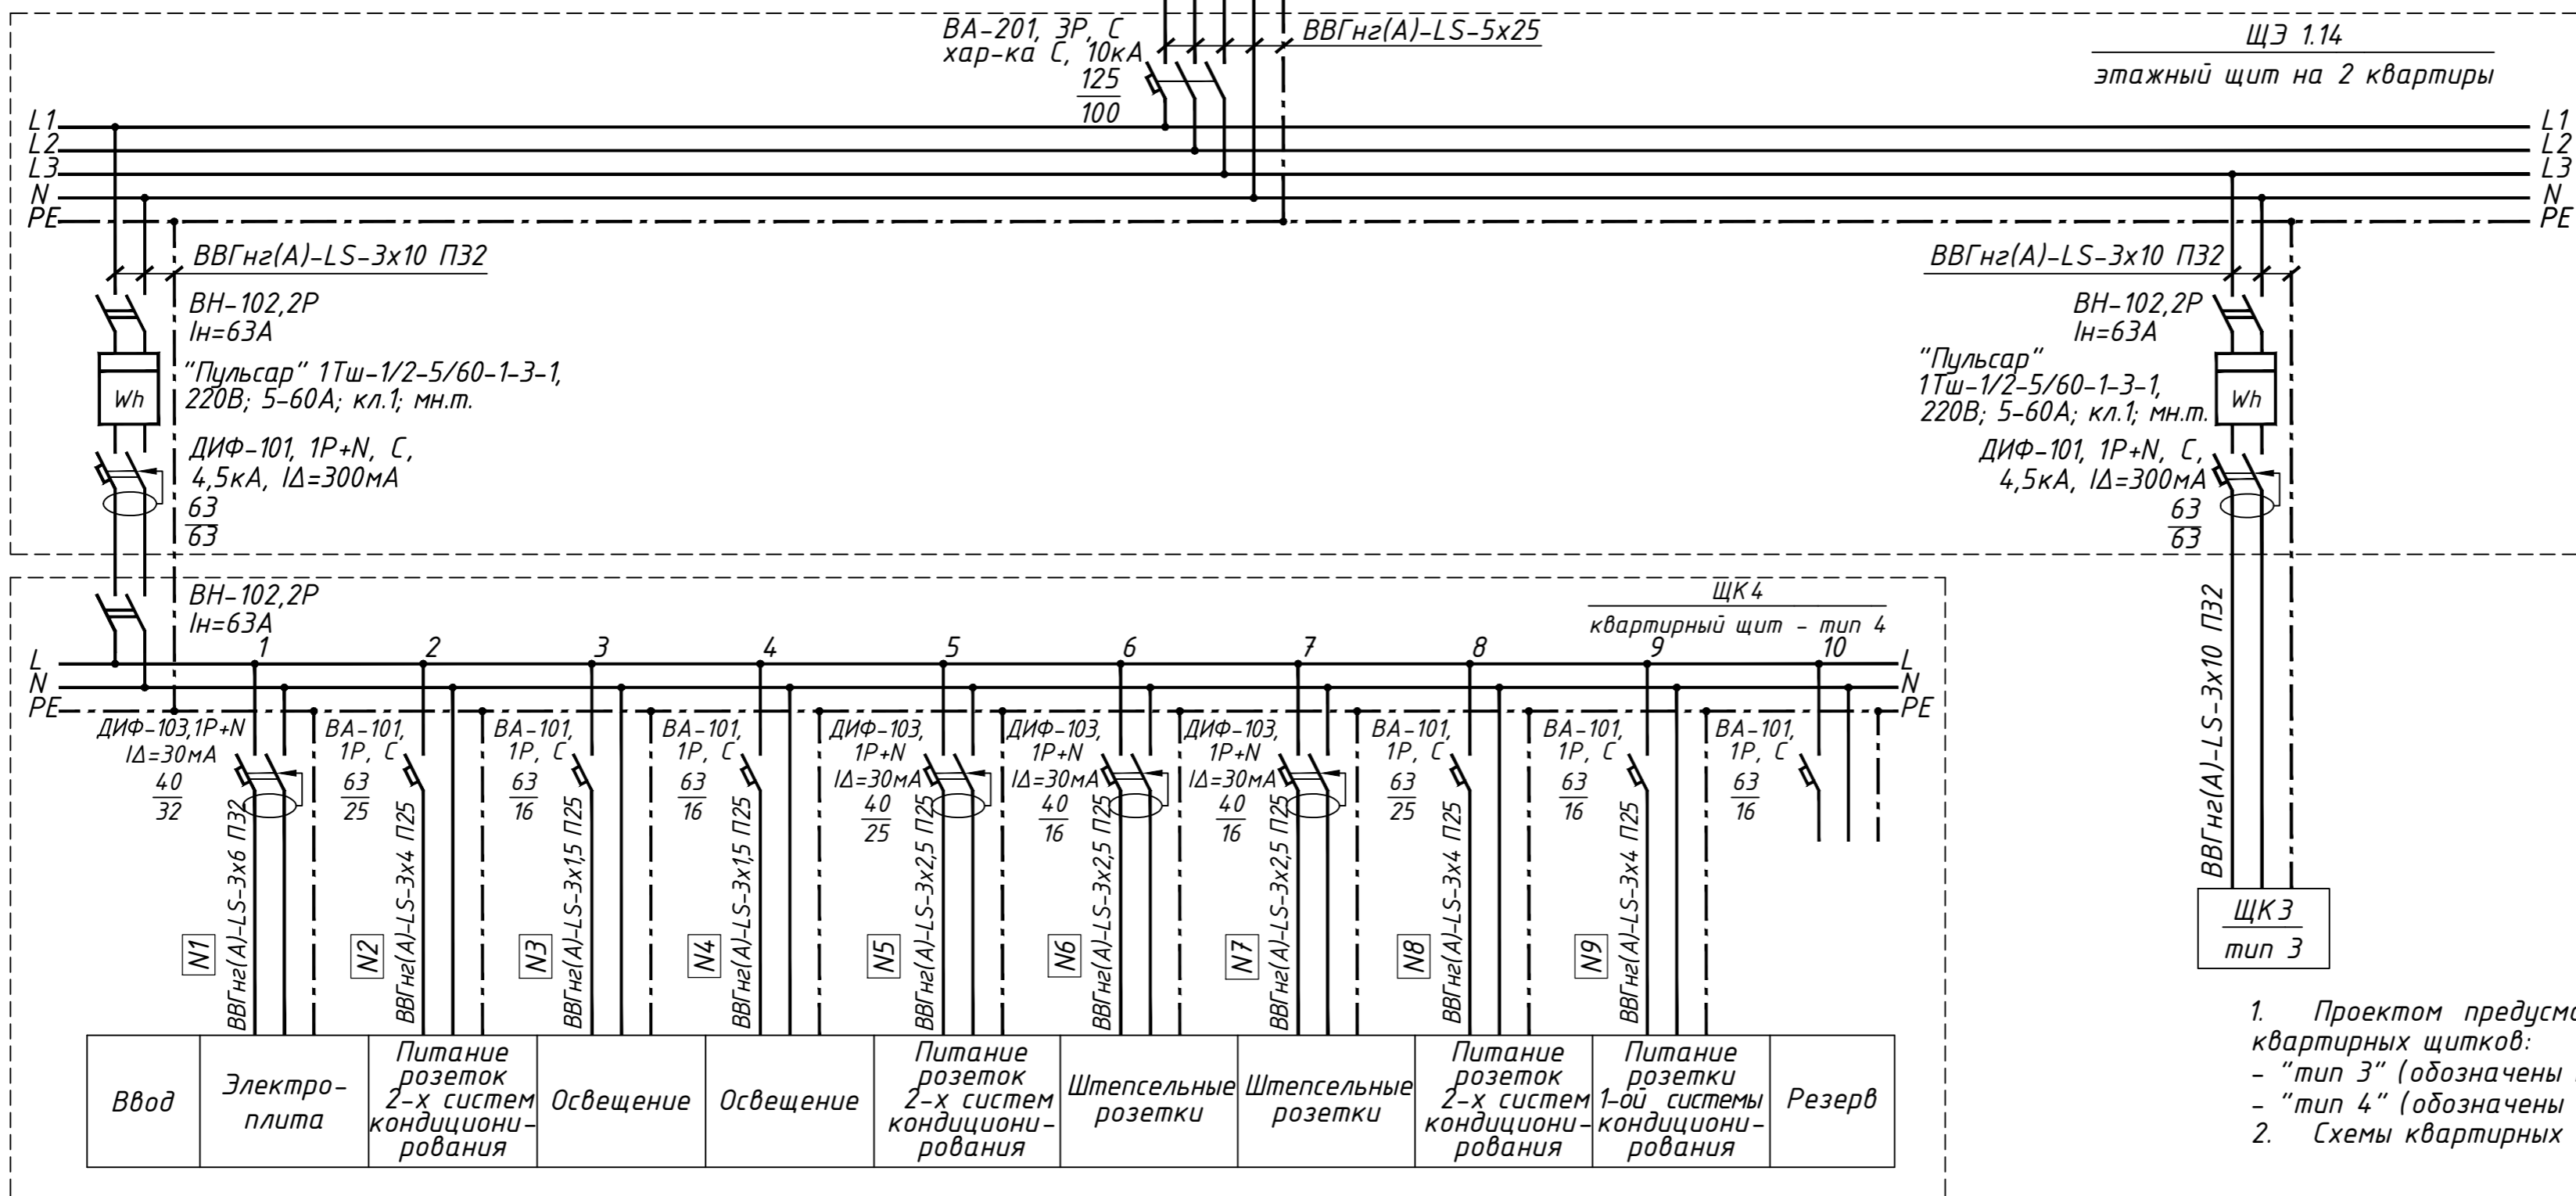 ВА-201, 3Р, С
хар-ка С, 10кА
125
100
ВВГнг(А)-LS-5х25
ЩЭ 1.14
этажный щит на 2 квартиры
L1
L2
L3
N
PE
L1
L2
L3
N
PE
ВВГнг(А)-LS-3х10 П32
ВН-102,2Р
Iн=63А
"Пульсар" 1Тш-1/2-5/60-1-3-1,
220В; 5-60А; кл.1; мн.т.
Wh
ДИФ-101, 1Р+N, С,
4,5кА, IΔ=300мА
63
63
ВВГнг(А)-LS-3х10 П32
ВН-102,2Р
Iн=63А
"Пульсар"
1Тш-1/2-5/60-1-3-1,
220В; 5-60А; кл.1; мн.т.
Wh
ДИФ-101, 1Р+N, С,
4,5кА, IΔ=300мА
63
63
ВВГнг(А)-LS-3х10 П32
ЩК3
тип 3
ВН-102,2Р
Iн=63А
ЩК4
квартирный щит - тип 4
1 2 3 4 5 6 7 8 9 10
L
N
PE
L
N
PE
ДИФ-103,1Р+N
IΔ=30мА
40
32
ВВГнг(А)-LS-3х6 П32
N1
ВА-101,
1Р, С
63
25
ВВГнг(А)-LS-3х4 П25
N2
ВА-101,
1Р, С
63
16
ВВГнг(А)-LS-3х1,5 П25
N3
ВА-101,
1Р, С
63
16
ВВГнг(А)-LS-3х1,5 П25
N4
ДИФ-103,
1Р+N
IΔ=30мА
40
25
ВВГнг(А)-LS-3х2,5 П25
N5
ДИФ-103,
1Р+N
IΔ=30мА
40
16
ВВГнг(А)-LS-3х2,5 П25
N6
ДИФ-103,
1Р+N
IΔ=30мА
40
16
ВВГнг(А)-LS-3х2,5 П25
N7
ВА-101,
1Р, С
63
25
ВВГнг(А)-LS-3х4 П25
N8
ВА-101,
1Р, С
63
16
ВВГнг(А)-LS-3х4 П25
N9
ВА-101,
1Р, С
63
16
Ввод
Электро-
плита
Питание
розеток
2-х систем
кондициони-
рования
Освещение
Освещение
Питание
розеток
2-х систем
кондициони-
рования
Штепсельные
розетки
Штепсельные
розетки
Питание
розеток
2-х систем
кондициони-
рования
Питание
розетки
1-ой системы
кондициони-
рования
Резерв
1. Проектом
квартирных щитков:
- "тип 3" (обозначены
- "тип 4" (обозначены
2. Схемы квартирных